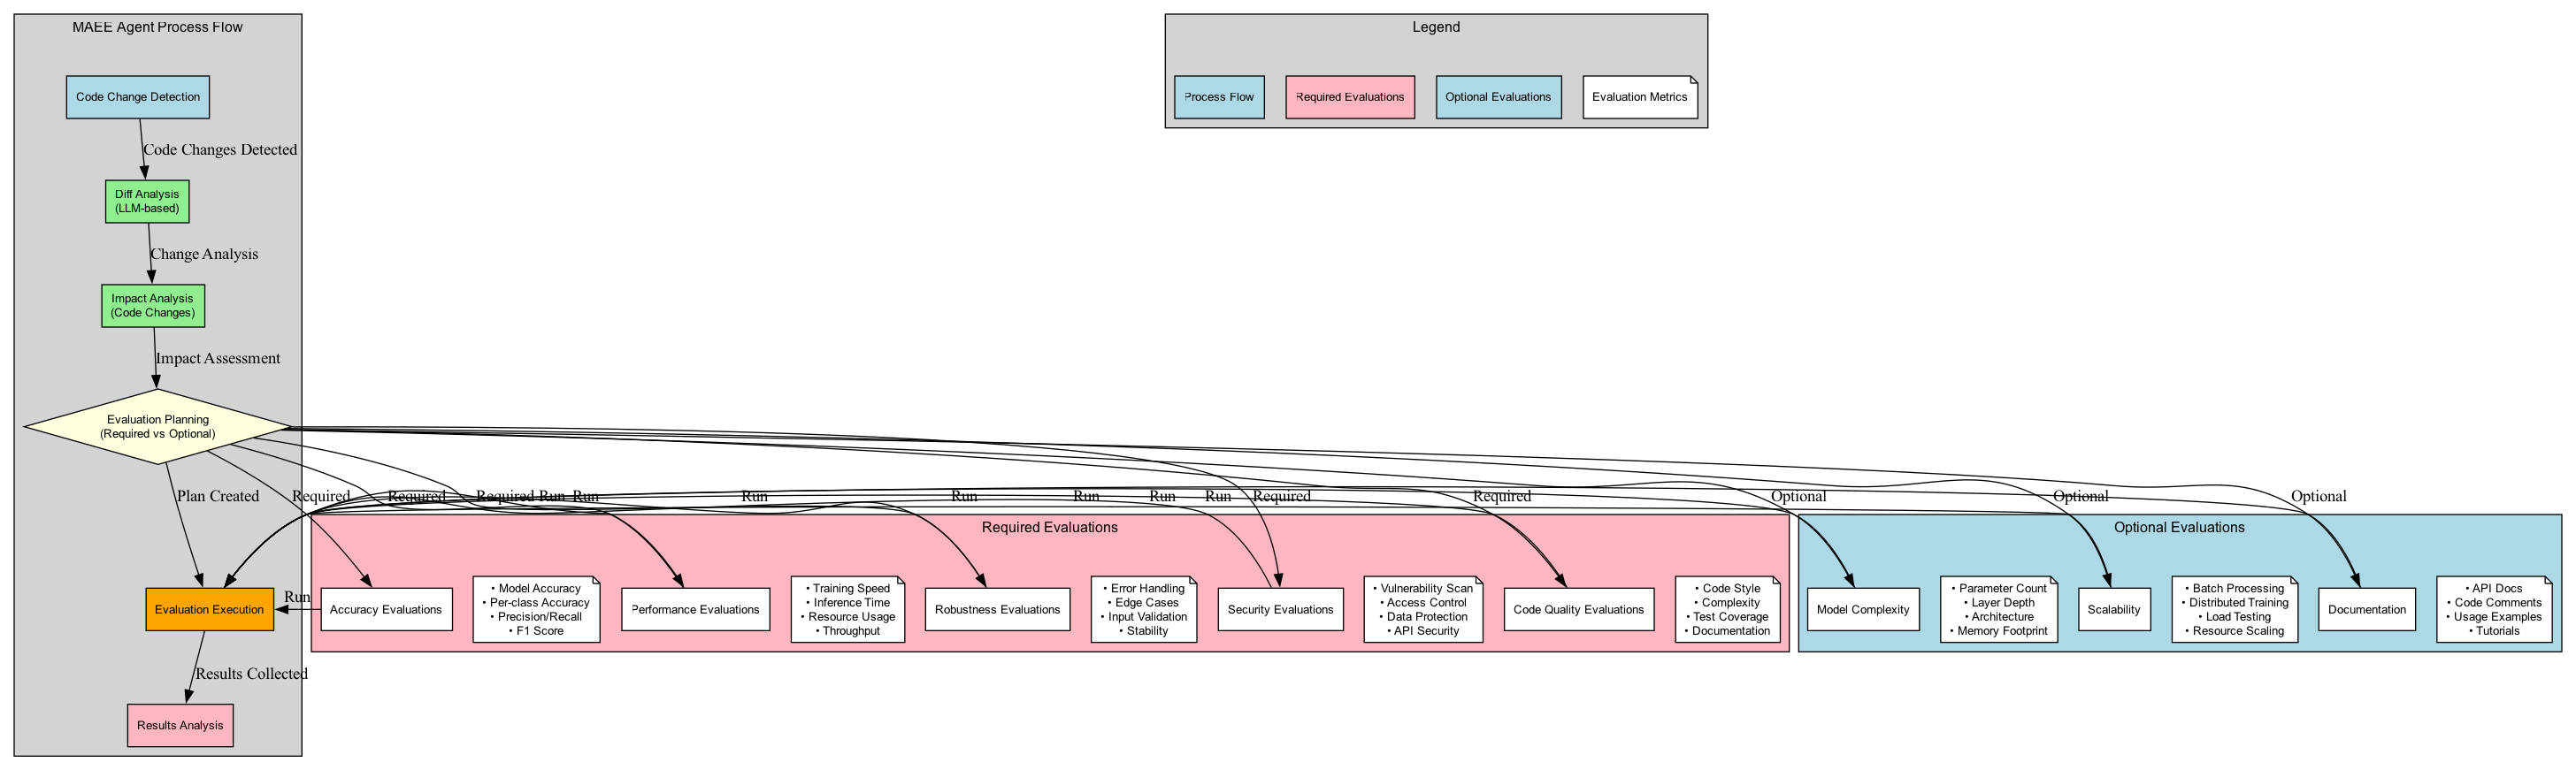 MAEE Agent Process Flow
Legend
Code Change Detection
Process Flow
Required Evaluations
Optional Evaluations
Evaluation Metrics
Code Changes Detected
Diff Analysis
(LLM-based)
Change Analysis
Impact Analysis
(Code Changes)
Impact Assessment
Evaluation Planning
(Required vs Optional)
Plan Created
Required
Required
Required
Run
Run
Run
Run
Run
Run
Run
Required
Required
Optional
Optional
Optional
Required Evaluations
Optional Evaluations
Evaluation Execution
Run
Accuracy Evaluations
• Model Accuracy
• Per-class Accuracy
• Precision/Recall
• F1 Score
Performance Evaluations
• Training Speed
• Inference Time
• Resource Usage
• Throughput
Robustness Evaluations
• Error Handling
• Edge Cases
• Input Validation
• Stability
Security Evaluations
• Vulnerability Scan
• Access Control
• Data Protection
• API Security
Code Quality Evaluations
• Code Style
• Complexity
• Test Coverage
• Documentation
Model Complexity
• Parameter Count
• Layer Depth
• Architecture
• Memory Footprint
Scalability
• Batch Processing
• Distributed Training
• Load Testing
• Resource Scaling
Documentation
• API Docs
• Code Comments
• Usage Examples
• Tutorials
Results Collected
Results Analysis